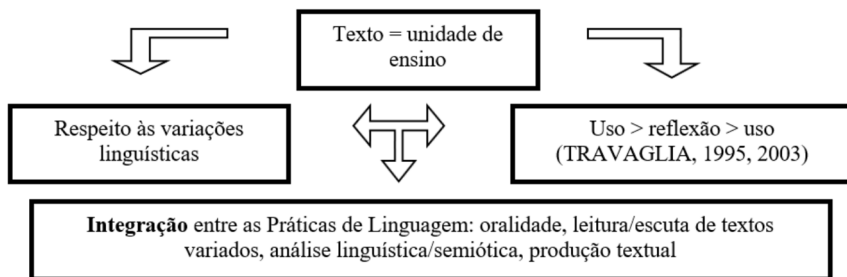 Texto = unidade de
ensino
Respeito às variações
linguísticas
Uso > reflexão > uso
(TRAVAGLIA, 1995, 2003)
Integração entre as Práticas de Linguagem: oralidade, leitura/escuta de textos
variados, análise linguística/semiótica, produção textual